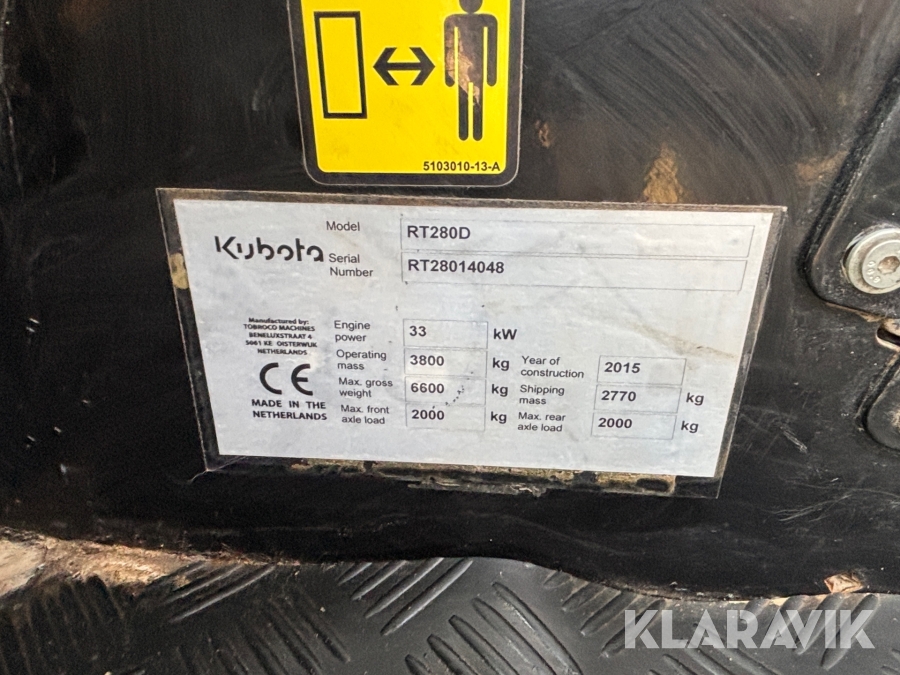 5103010-13-A
Kubota
Model RT280D
Serial Number RT28014048
Manufactured by:
TOBROCO MACHINES
BENELUXSTRAAT 4
5061 KE OISTERWIJK
NETHERLANDS
CE
MADE IN THE
NETHERLANDS
Engine power 33 kW
Operating mass 3800 kg Year of construction 2015
Max. gross weight 6600 kg Shipping mass 2770 kg
Max. front axle load 2000 kg Max. rear axle load 2000 kg
KLARAVIK